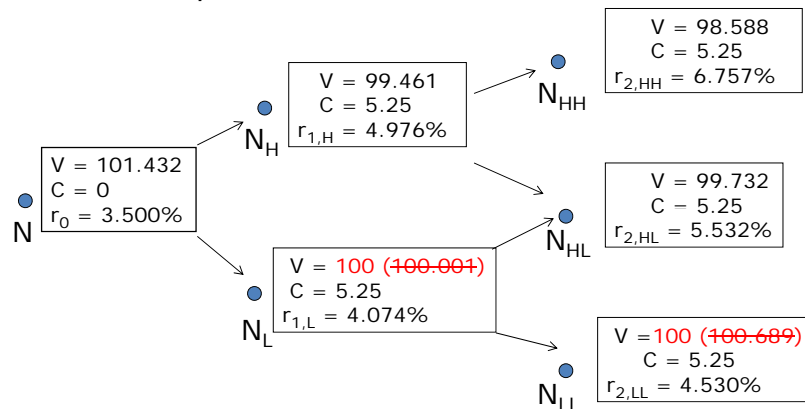 V = 98.588
C = 5.25
r2,HH = 6.757%
NHH
V = 99.461
C = 5.25
r1,H = 4.976%
NH
V = 101.432
C = 0
r0 = 3.500%
N
V = 99.732
C – 5.25
r2,HL = 5.532%
NHL
V = 100 (100.001)
C = 5.25
r1,L = 4.074%
NL
V =100 (100.689)
C = 5.25
r2,LL = 4.530%
NLL